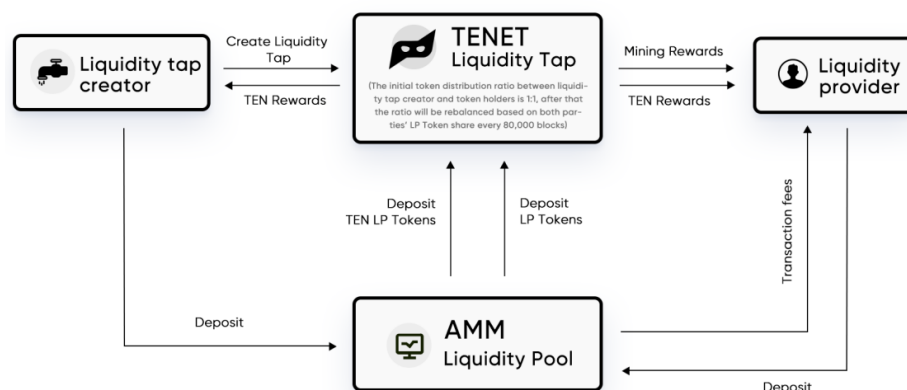 Liquidity tap
creator
Create Liquidity
Tap
TEN Rewards
TENET
Liquidity Tap
(The initial token distribution ratio between liquidi-
ty tap creator and token holders is 1:1, after that
the ratio will be rebalanced based on both par-
ties' LP Token share every 80,000 blocks)
Mining Rewards
TEN Rewards
Liquidity
provider
Deposit
TEN LP Tokens
Deposit
LP Tokens
Transaction fees
Deposit
AMM
Liquidity Pool
Deposit